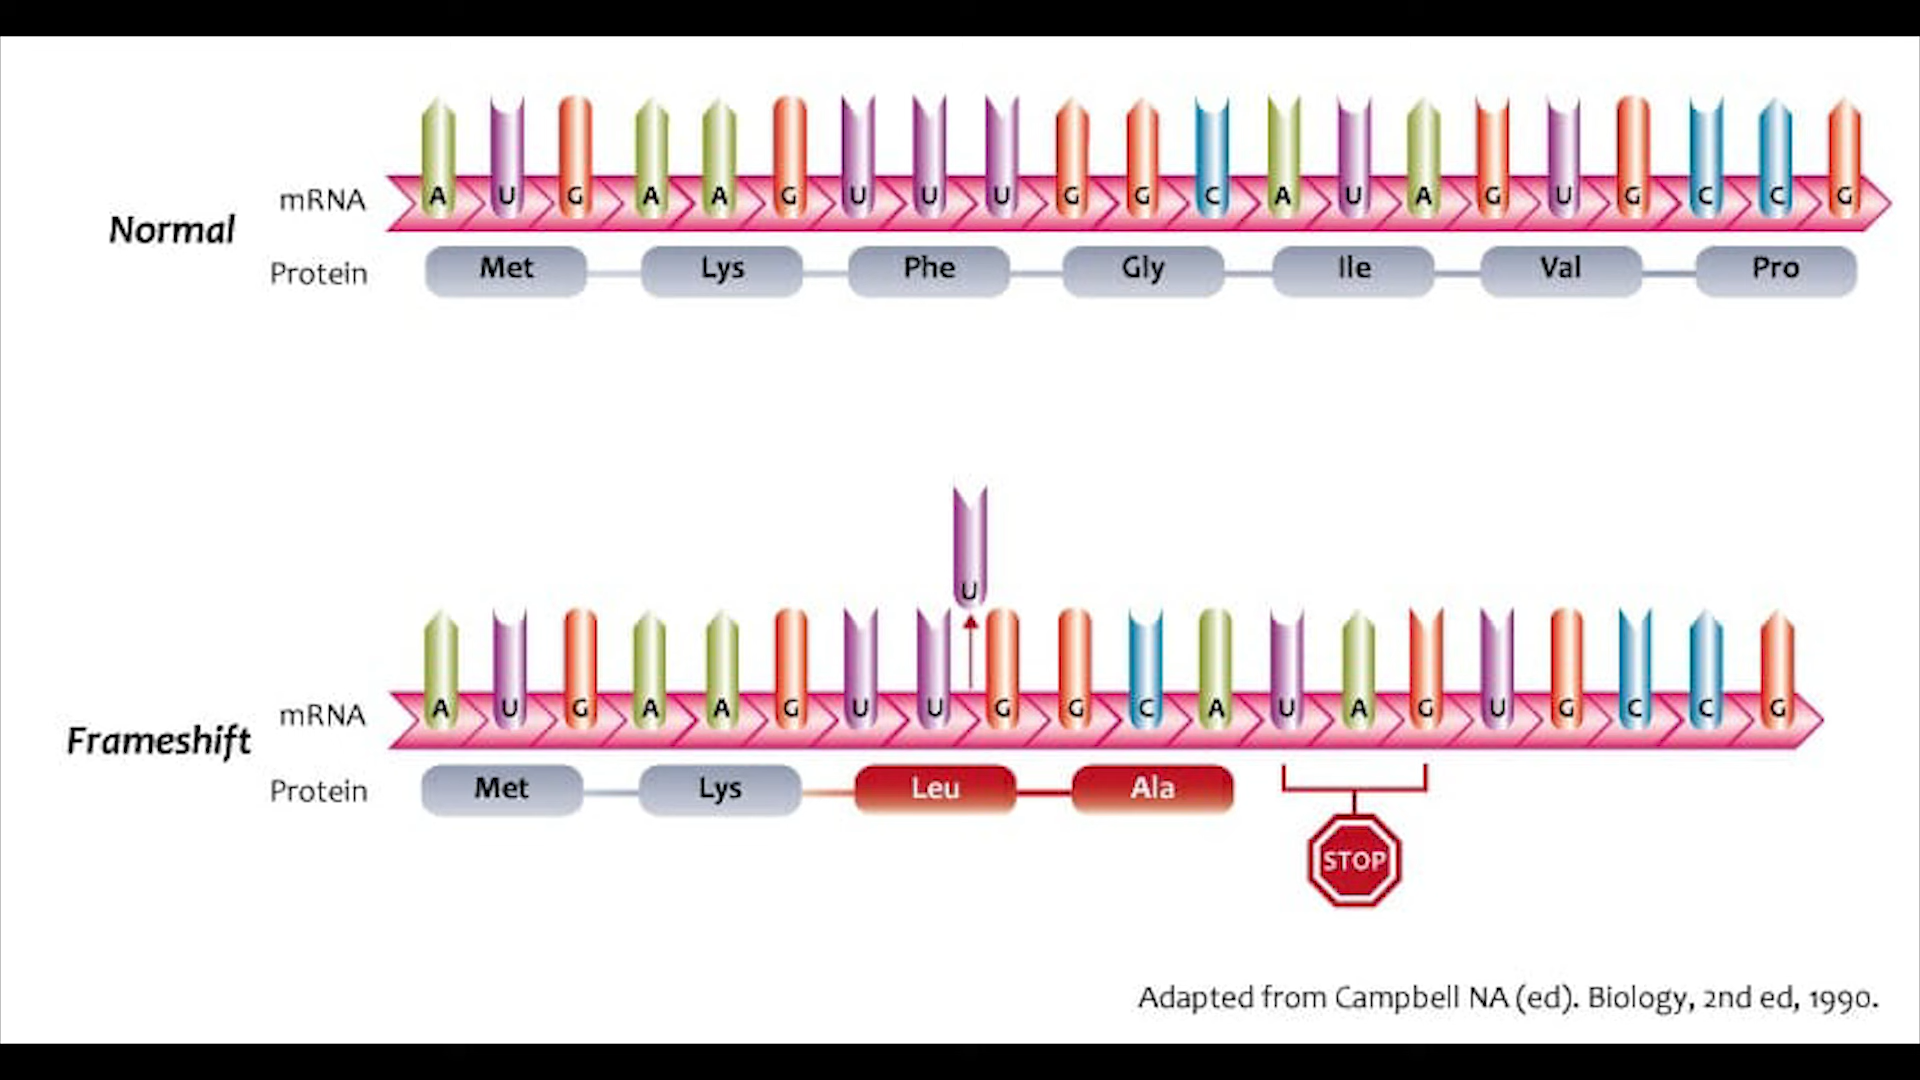 mRNA A U G A A G U U U G G C A U A G U G C C G
Normal
Protein Met Lys Phe Gly Ile Val Pro
U
mRNA A U G A A G U U G G C A U A G U G C C G
Frameshift
Protein Met Lys Leu Ala
STOP
Adapted from Campbell NA (ed). Biology, 2nd ed, 1990.